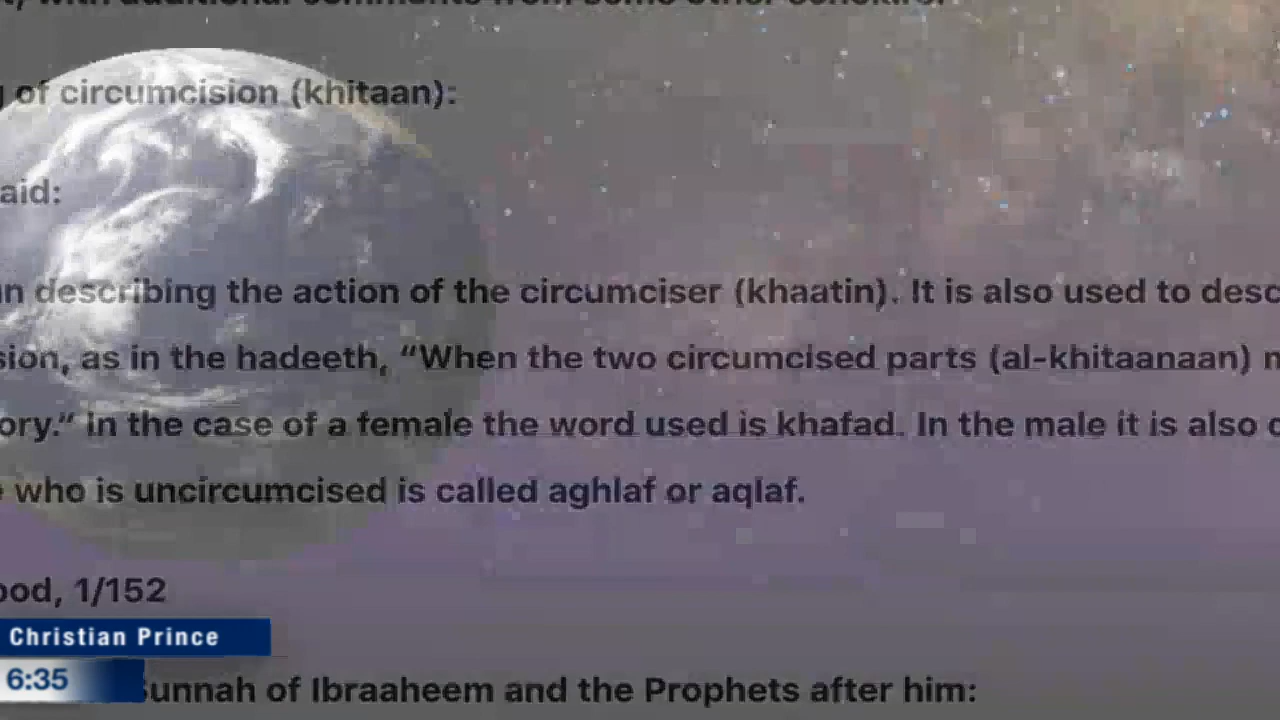 of circumcision (khitaan):
aid:
describing the action of the circumciser (khaatin). It is also used to desc
sion, as in the hadeeth, “When the two circumcised parts (al-khitaanaan) m
ory.“ in the case of a female the word used is khafad. In the male it is also
who is uncircumcised is called aghlaf or aqlaf.
ood, 1/152
Christian Prince
6:35
Sunnah of Ibraaheem and the Prophets after him: